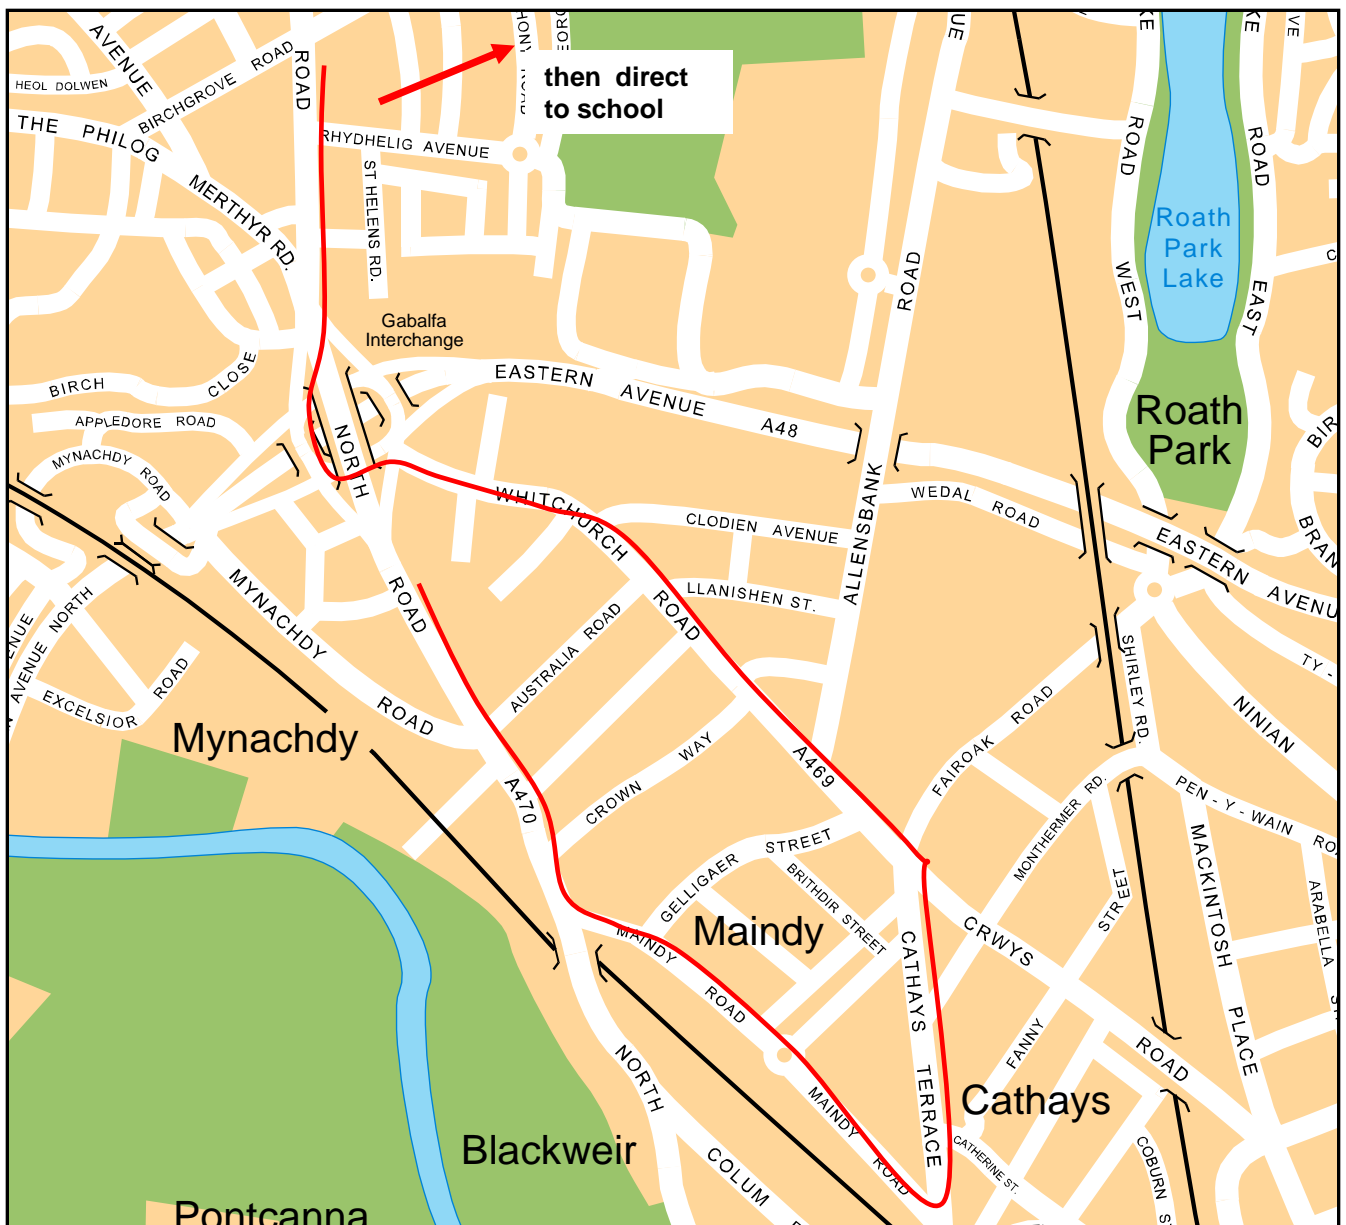 AVENUE
ROAD
BIRCHGROVE ROAD
HEOL DOLWEN
THE PHILOG
MERTHYR RD.
then direct
to school
RHYDHELIG AVENUE
ST HELENS RD.
ROAD
Gabalfa
Interchange
BIRCH
CLOSE
APPLEDORE ROAD
MYNACHDY ROAD
EASTERN AVENUE A48
NORTH
ROAD
WHITCHURCH
ROAD
CLODIEN AVENUE
LLANISHEN ST.
ALLENSBANK
ROAD
WEDAL ROAD
ROAD
WEST
ROAD
EAST
Roath
Park
Lake
Roath
Park
EASTERN AVENU
BIR
BRAN
TY -
NINIAN
SHIRLEY RD.
FAIROAK ROAD
MONTHERMER RD.
PEN - Y - WAIN RO
MACKINTOSH
PLACE
ARABELLA
AVENUE NORTH
EXCELSIOR ROAD
MYNACHDY
ROAD
Mynachdy
AUSTRALIA ROAD
A470
CROWN WAY
A469
GELLIGAER STREET
BRITHDIR STREET
Maindy
MAINDY
ROAD
MAINDY
ROAD
CATHAYS
TERRACE
CRWYS
ROAD
FANNY
STREET
Cathays
CATHERINE ST.
COBURN S
NORTH
COLUM
Blackweir
Pontcanna